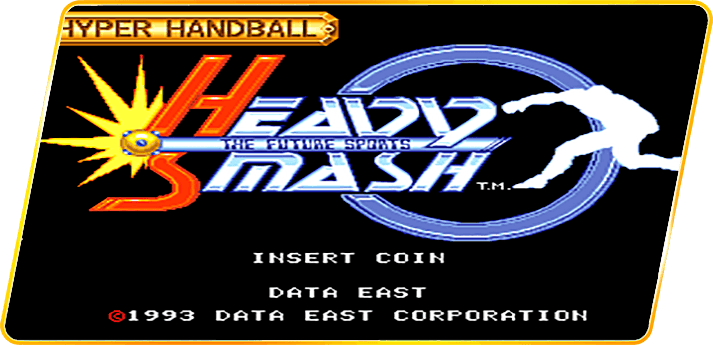 HYPER HANDBALL
HEAVY
THE FUTURE SPORTS
SMASH T.M.
INSERT COIN
DATA EAST
©1993 DATA EAST CORPORATION